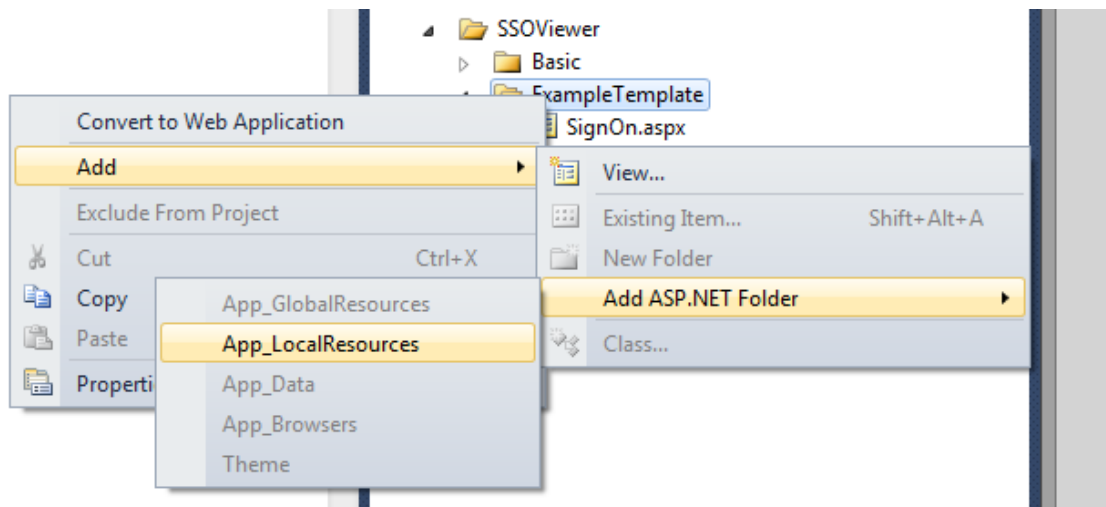 SSOViewer
Basic
ExampleTemplate
SignOn.aspx
Convert to Web Application
Add
Exclude From Project
Cut Ctrl+X
Copy
Paste
Properti
View...
Existing Item... Shift+Alt+A
New Folder
Add ASP.NET Folder
Class...
App_GlobalResources
App_LocalResources
App_Data
App_Browsers
Theme